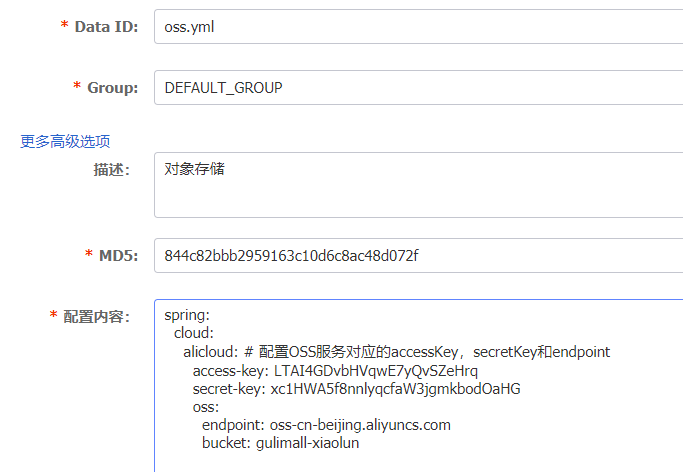 * Data ID: oss.yml
* Group: DEFAULT_GROUP
更多高级选项
描述: 对象存储
* MD5: 844c82bbb2959163c10d6c8ac48d072f
* 配置内容: spring:
cloud:
alicloud: # 配置OSS服务对应的accessKey，secretKey和endpoint
access-key: LTAI4GDvbHVqwE7yQvSZeHrq
secret-key: xc1HWA5f8nnlyqcfaW3jgmkbodOaHG
oss:
endpoint: oss-cn-beijing.aliyuncs.com
bucket: gulimall-xiaolun